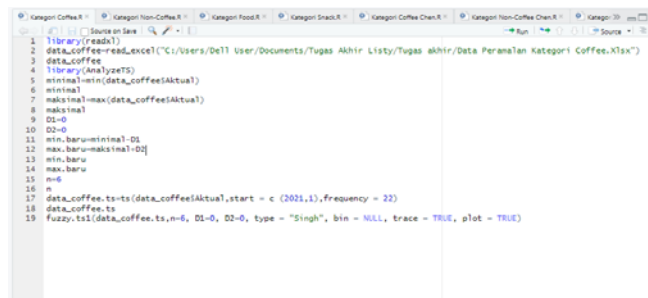 Kategori Coffee.R Kategori Non-Coffee.R Kategori Food.R Kategori Snack.R Kategori Coffee Chen.R Kategori Non-Coffee Chen.R Kategori
Source on Save Run Source
1 library(readxl)
2 data_coffee=read_excel("C:/Users/Dell User/Documents/Tugas Akhir Listy/Tugas akhir/Data Peramalan Kategori Coffee.Xlsx")
3 data_coffee
4 library(AnalyzeTS)
5 minimal=min(data_coffee$Aktual)
6 minimal
7 maksimal=max(data_coffee$Aktual)
8 maksimal
9 D1=0
10 D2=0
11 min.baru=minimal-D1
12 max.baru=maksimal+D2
13 min.baru
14 max.baru
15 n=6
16 n
17 data_coffee.ts=ts(data_coffee$Aktual,start = c (2021,1),frequency = 22)
18 data_coffee.ts
19 fuzzy.ts1(data_coffee.ts,n=6, D1=0, D2=0, type = "Singh", bin = NULL, trace = TRUE, plot = TRUE)